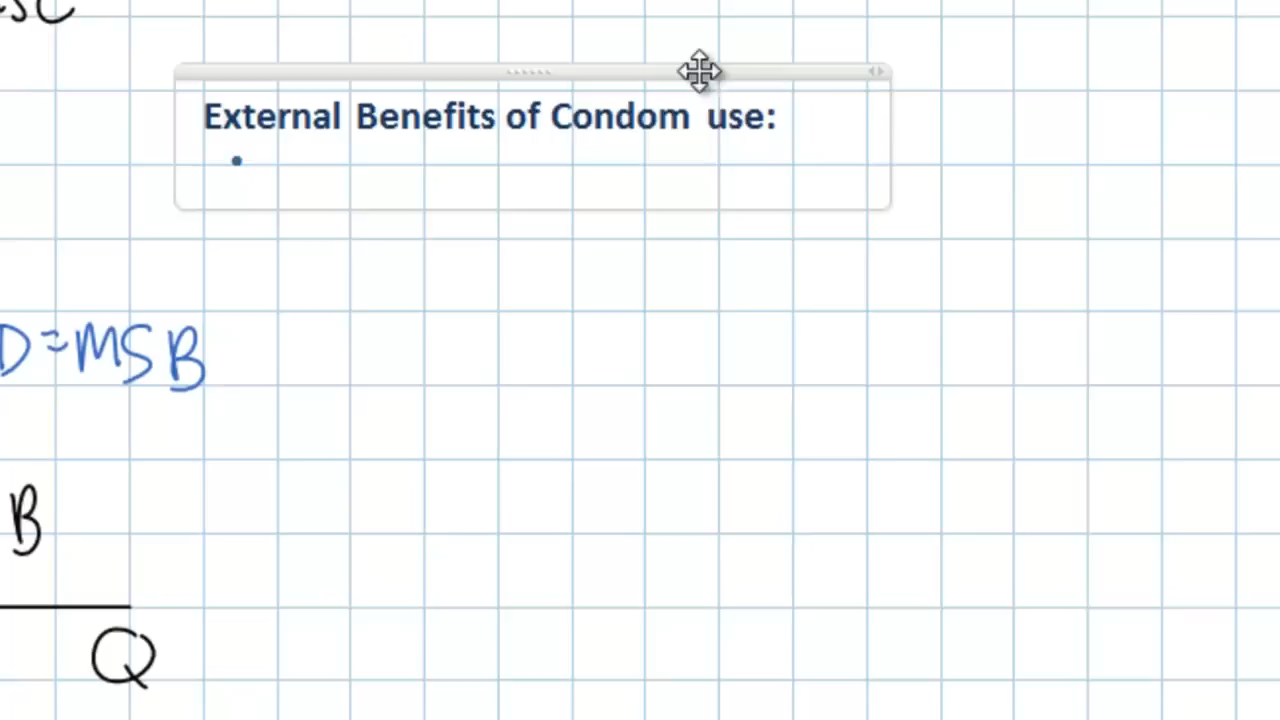 External Benefits of Condom use:
•
D=MSB
B
Q